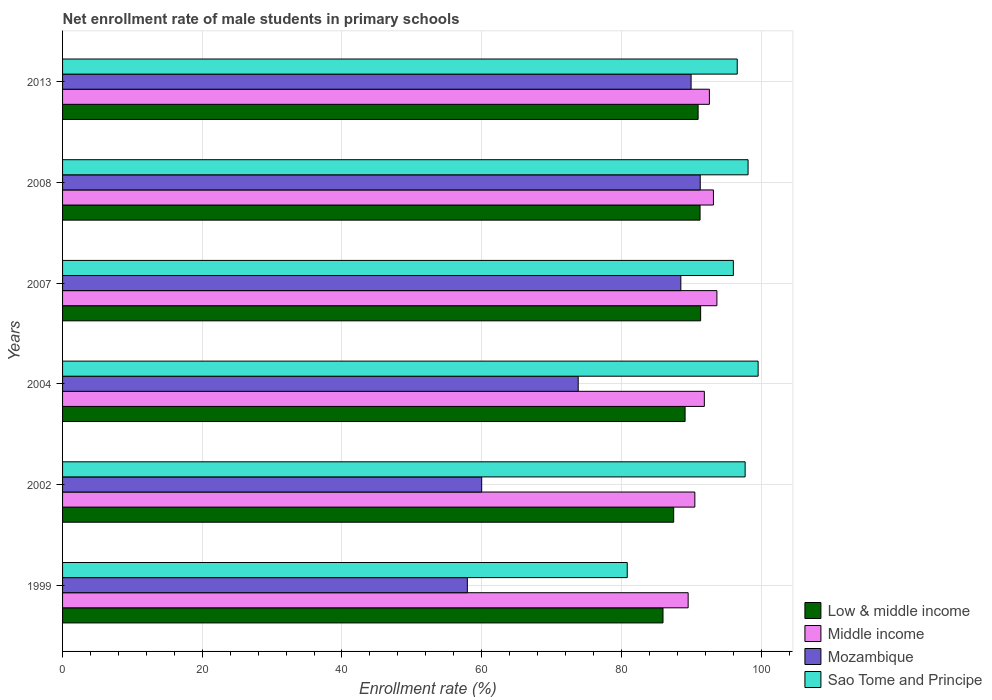 Net enrollment rate of male students in primary schools
2013
2008
2007
2004
2002
1999
Years
0
20
40
60
80
100
Enrollment rate (%)
Low & middle income
Middle income
Mozambique
Sao Tome and Principe